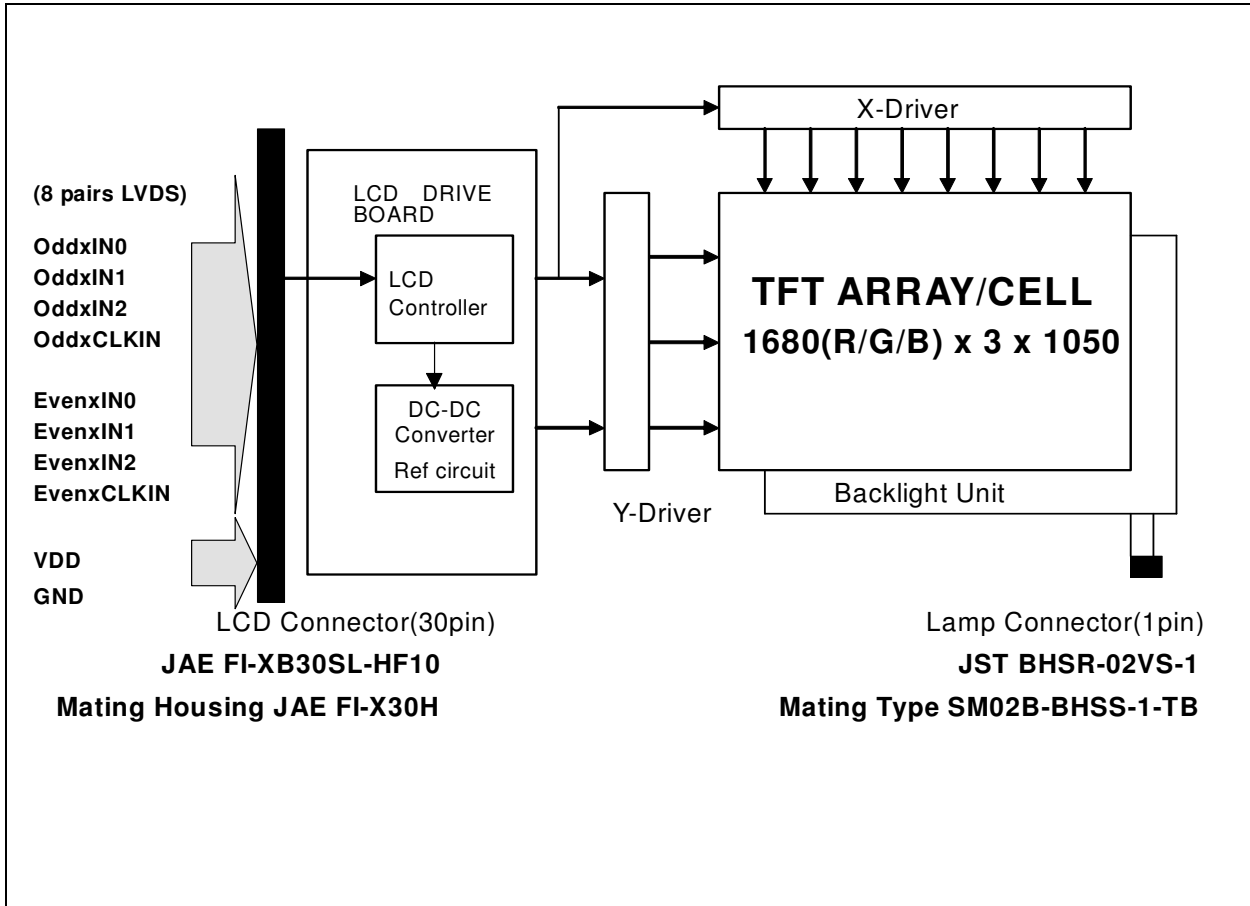 X-Driver
(8 pairs LVDS)
OddxIN0
OddxIN1
OddxIN2
OddxCLKIN
EvenxIN0
EvenxIN1
EvenxIN2
EvenxCLKIN
VDD
GND
LCD DRIVE
BOARD
LCD
Controller
DC-DC
Converter
Ref circuit
Y-Driver
TFT ARRAY/CELL
1680(R/G/B) x 3 x 1050
Backlight Unit
LCD Connector(30pin)
JAE FI-XB30SL-HF10
Mating Housing JAE FI-X30H
Lamp Connector(1pin)
JST BHSR-02VS-1
Mating Type SM02B-BHSS-1-TB